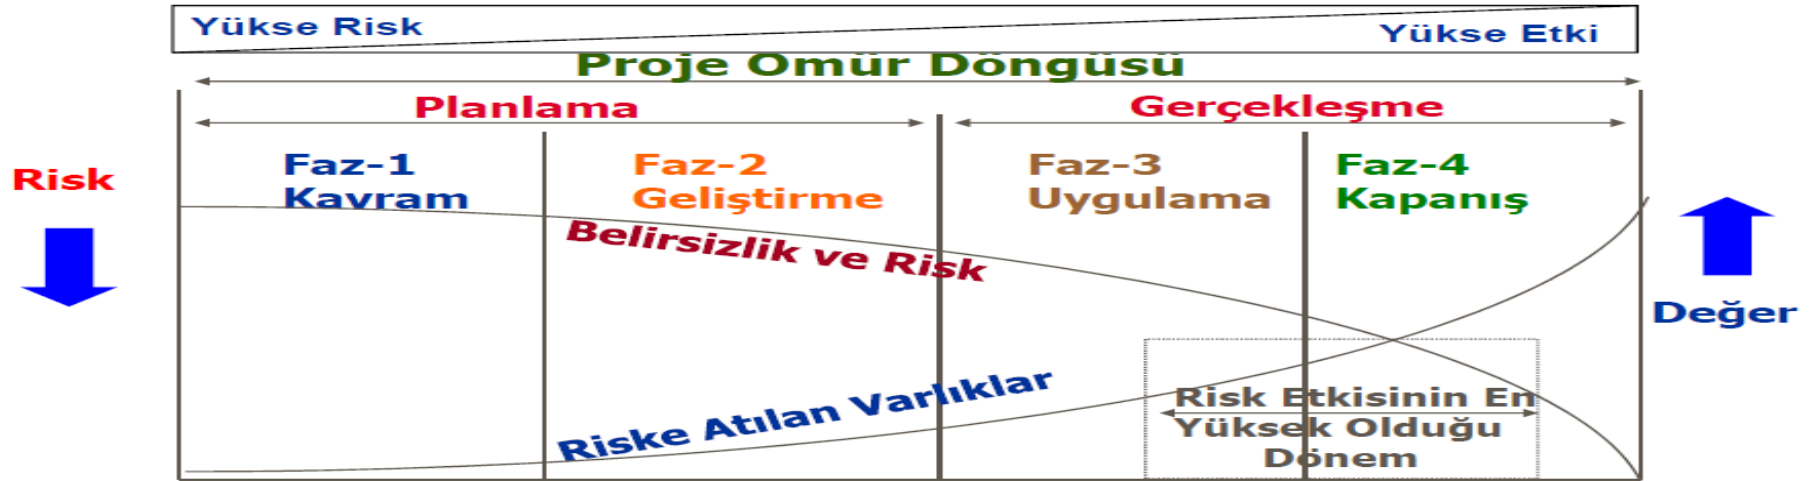 Yükse Risk
Yükse Etki
Proje Omür Döngüsü
Planlama
Gerçekleşme
Risk
Faz-1
Kavram
Faz-2
Geliştirme
Faz-3
Uygulama
Faz-4
Kapanış
Belirsizlik ve Risk
Değer
Riske Atılan Varlıklar
Risk Etkisinin En
Yüksek Olduğu
Dönem